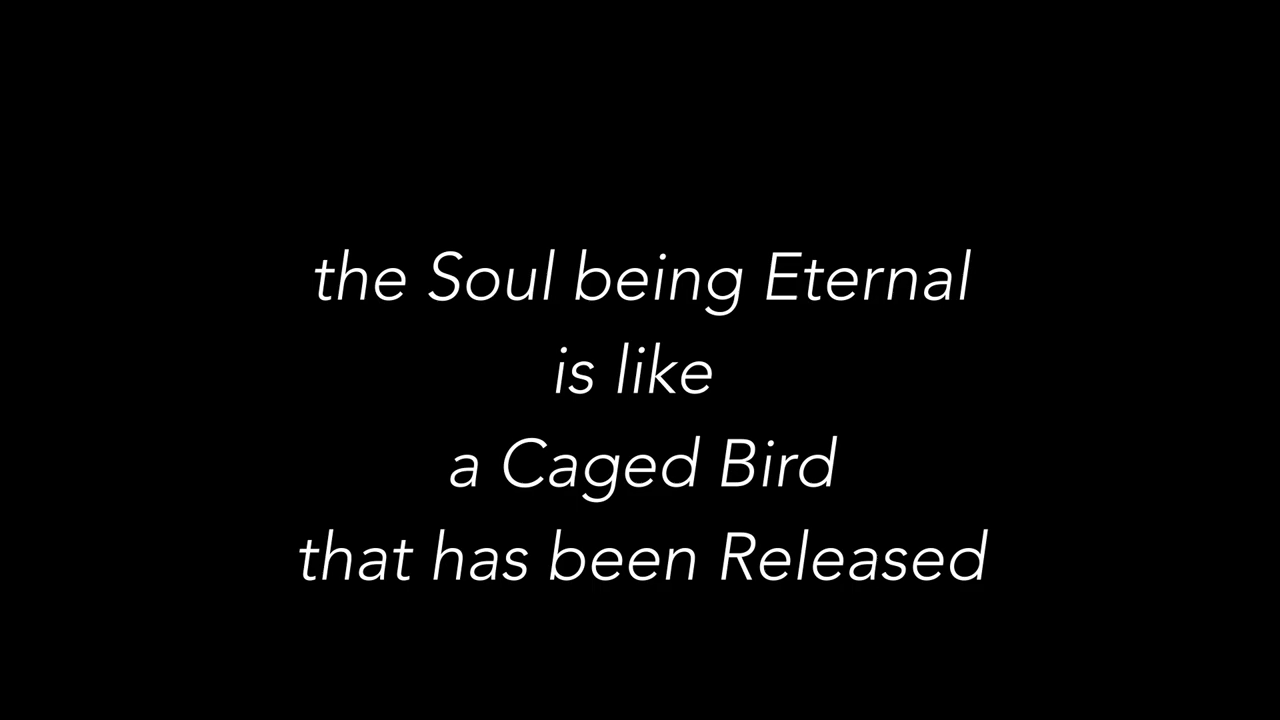 the Soul being Eternal
is like
a Caged Bird
that has been Released